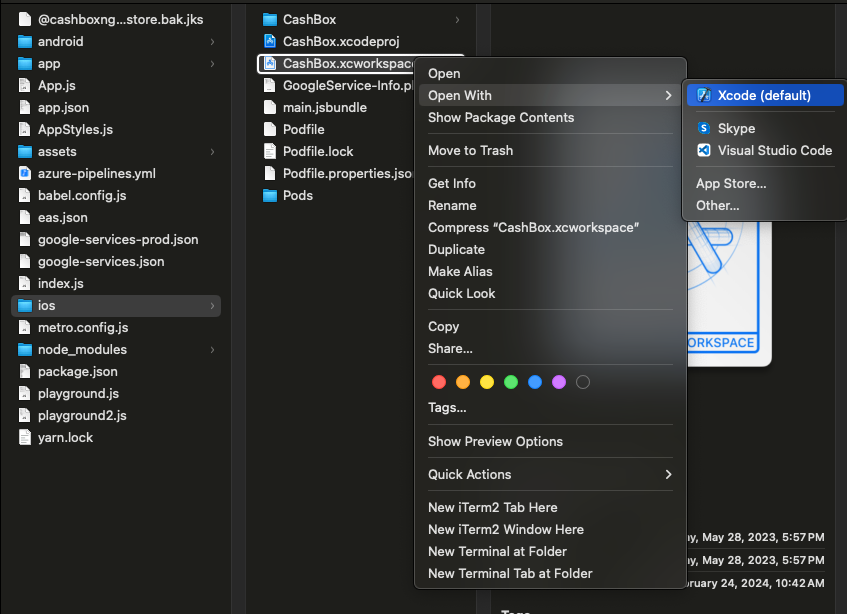 @cashboxng...store.bak.jks
android
app
App.js
app.json
AppStyles.js
assets
azure-pipelines.yml
babel.config.js
eas.json
google-services-prod.json
google-services.json
index.js
ios
metro.config.js
node_modules
package.json
playground.js
playground2.js
yarn.lock
CashBox
CashBox.xcodeproj
CashBox.xcworkspace
GoogleService-Info.pl
main.jsbundle
Podfile
Podfile.lock
Podfile.properties.json
Pods
Open
Open With
Show Package Contents
Move to Trash
Get Info
Rename
Compress “CashBox.xcworkspace”
Duplicate
Make Alias
Quick Look
Copy
Share...
Tags...
Show Preview Options
Quick Actions
New iTerm2 Tab Here
New iTerm2 Window Here
New Terminal at Folder
New Terminal Tab at Folder
Xcode (default)
Skype
Visual Studio Code
App Store...
Other...
ORKSPACE
ay, May 28, 2023, 5:57 PM
ay, May 28, 2023, 5:57 PM
ruary 24, 2024, 10:42 AM